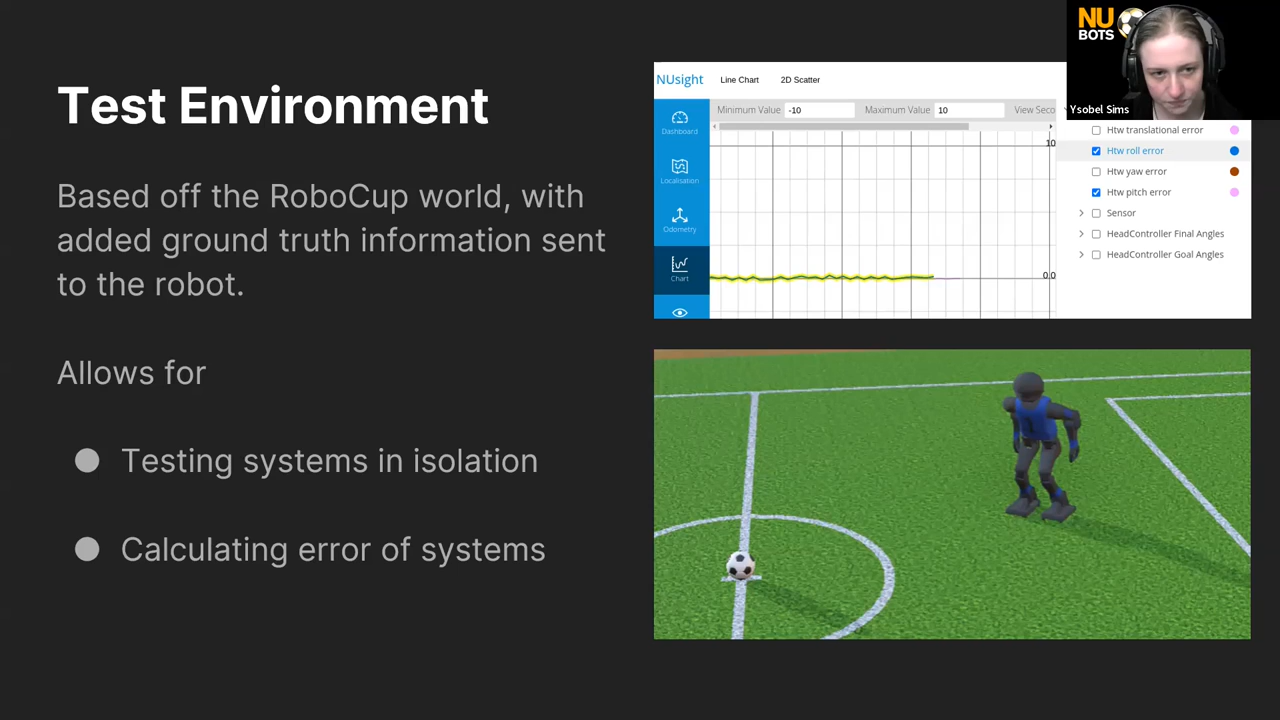 Test Environment
Based off the RoboCup world, with
added ground truth information sent
to the robot.
Allows for
● Testing systems in isolation
● Calculating error of systems
NUsight Line Chart 2D Scatter
Minimum Value -10 Maximum Value 10 View Seco
Dashboard
Localisation
Odometry
Chart
10
0.0
NU
BOTS
Ysobel Sims
Htw translational error
Htw roll error
Htw yaw error
Htw pitch error
Sensor
HeadController Final Angles
HeadController Goal Angles